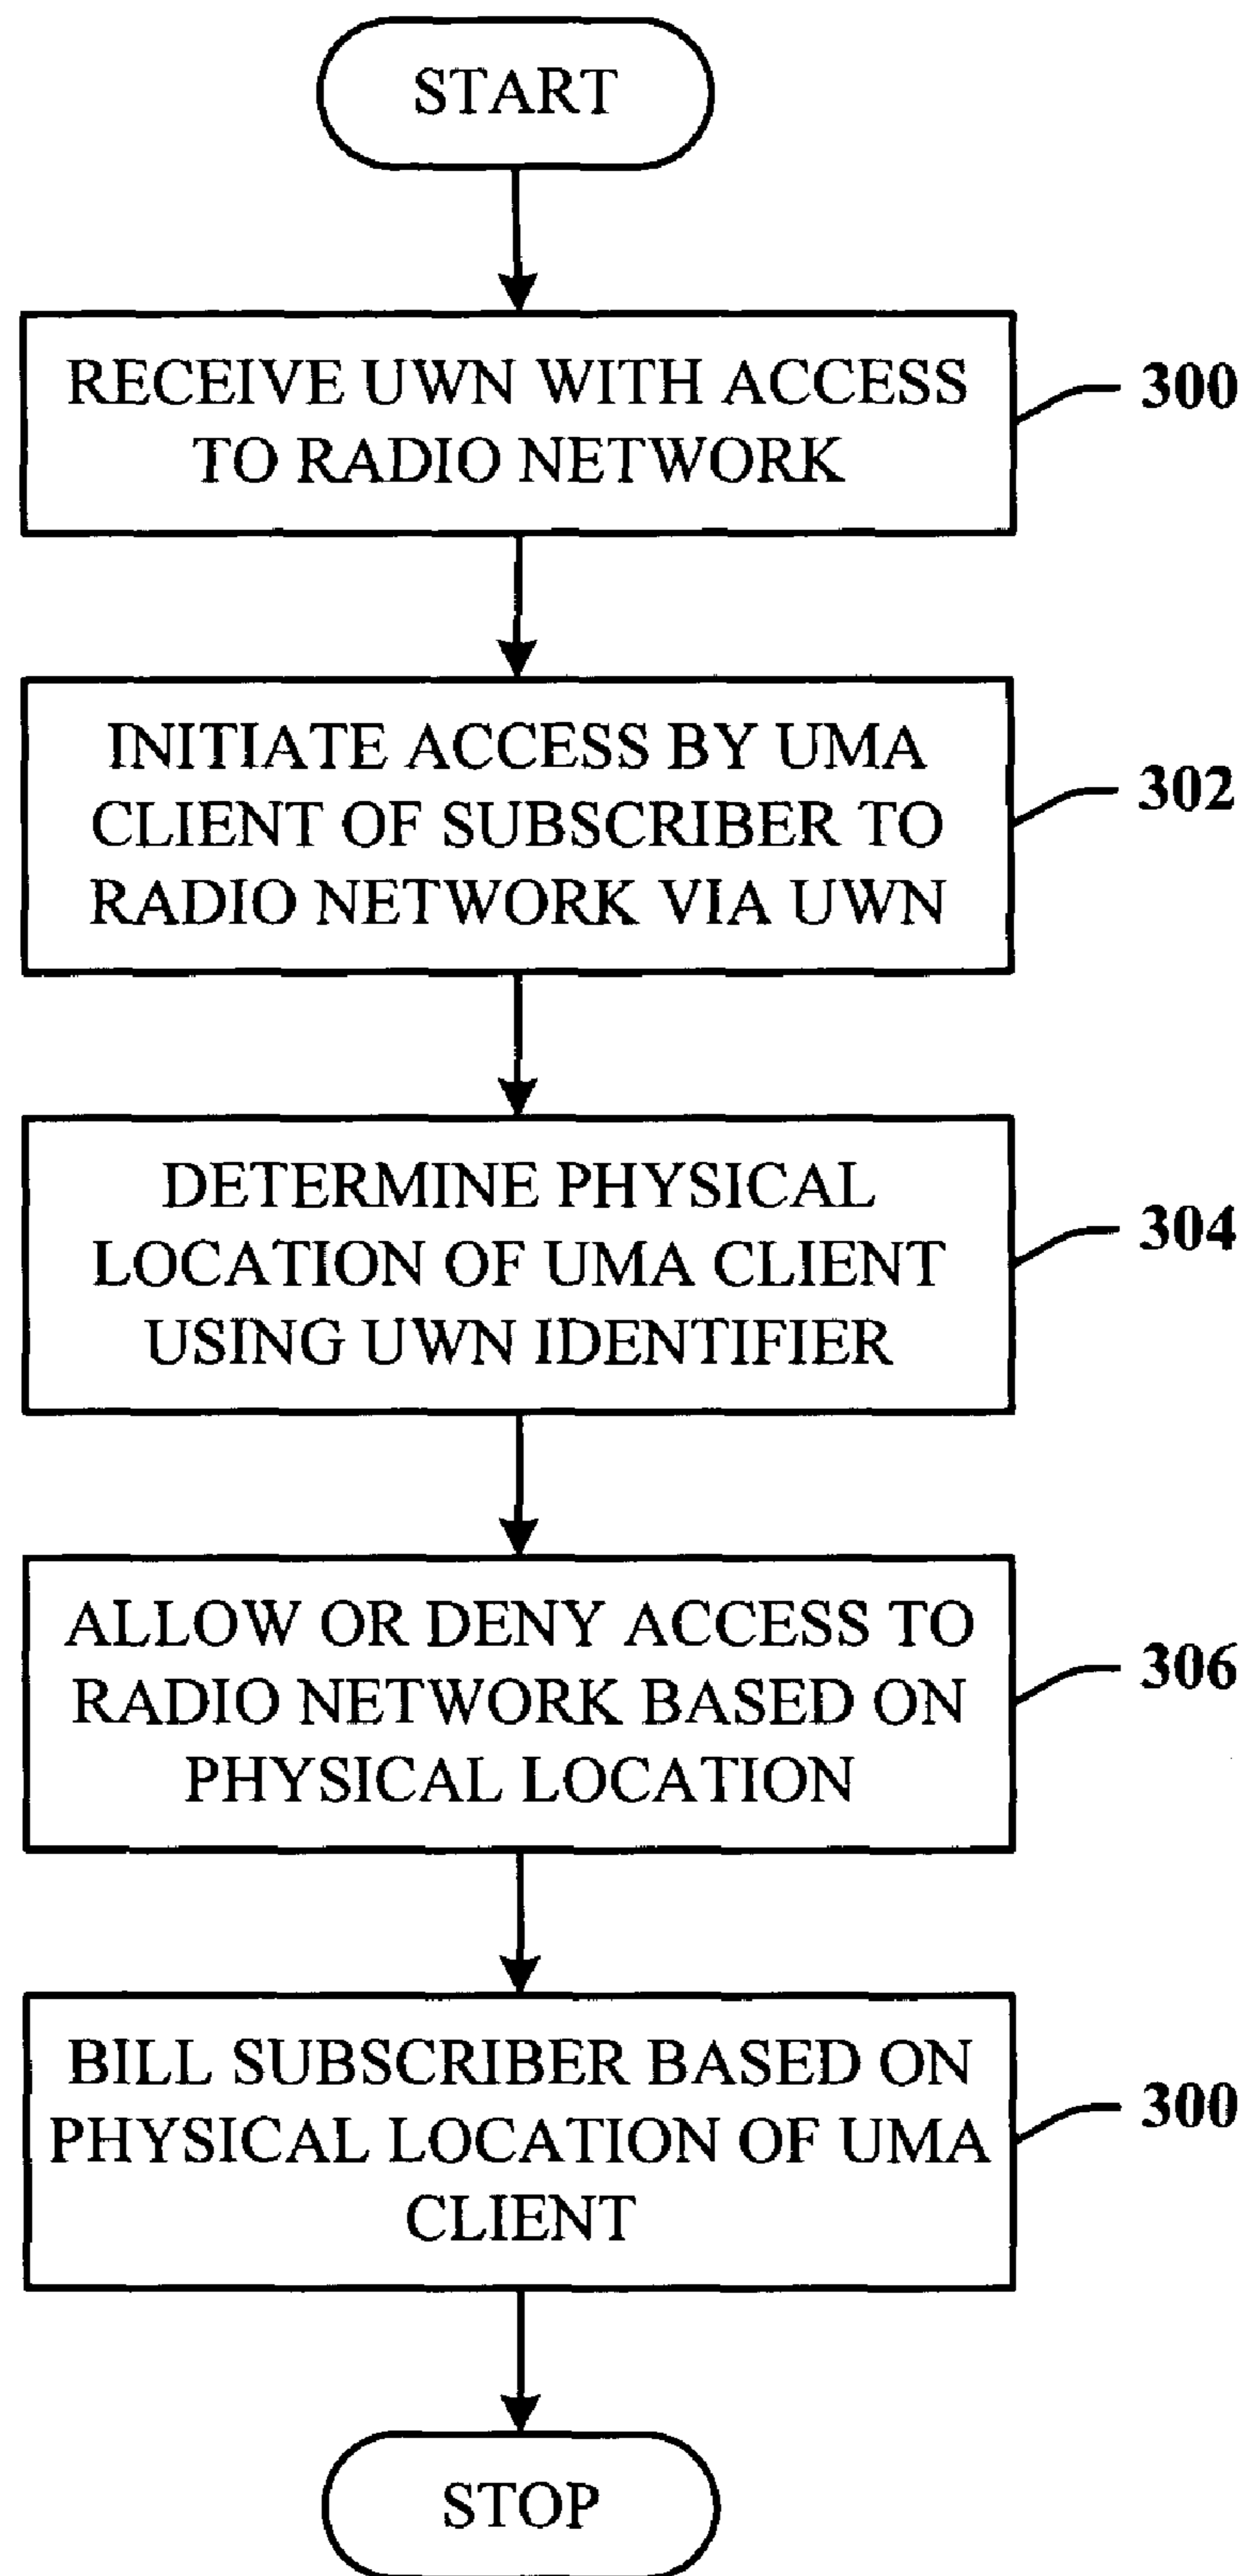 START
RECEIVE UWN WITH ACCESS
TO RADIO NETWORK
300
INITIATE ACCESS BY UMA
CLIENT OF SUBSCRIBER TO
RADIO NETWORK VIA UWN
302
DETERMINE PHYSICAL
LOCATION OF UMA CLIENT
USING UWN IDENTIFIER
304
ALLOW OR DENY ACCESS TO
RADIO NETWORK BASED ON
PHYSICAL LOCATION
306
BILL SUBSCRIBER BASED ON
PHYSICAL LOCATION OF UMA
CLIENT
300
STOP